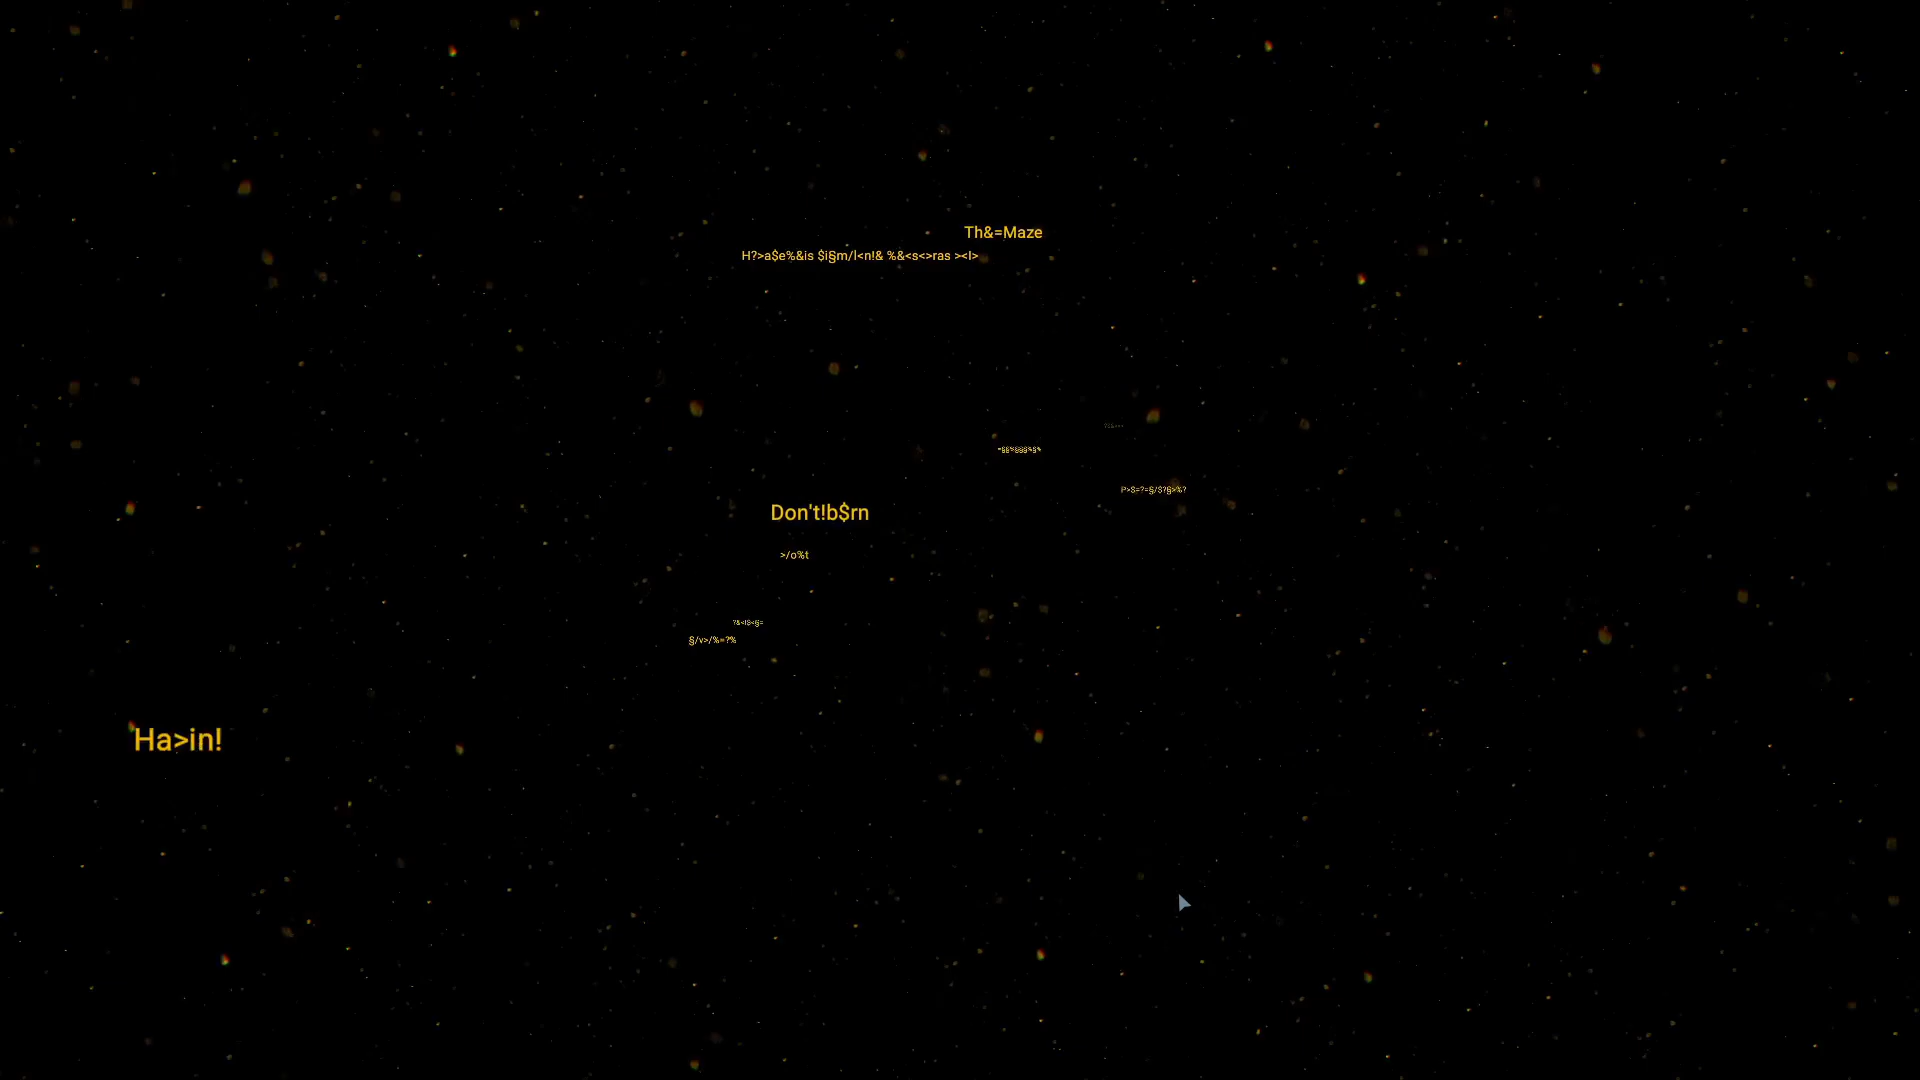 Th&=Maze
H?>a$e%&is $i§m/l<n!& %&<s<>ras ><I>
P>$=?=§/$?§>%?
Don't!b$rn
>/o%t
?&<!$<§=
§/v>/%=?%
Ha>in!